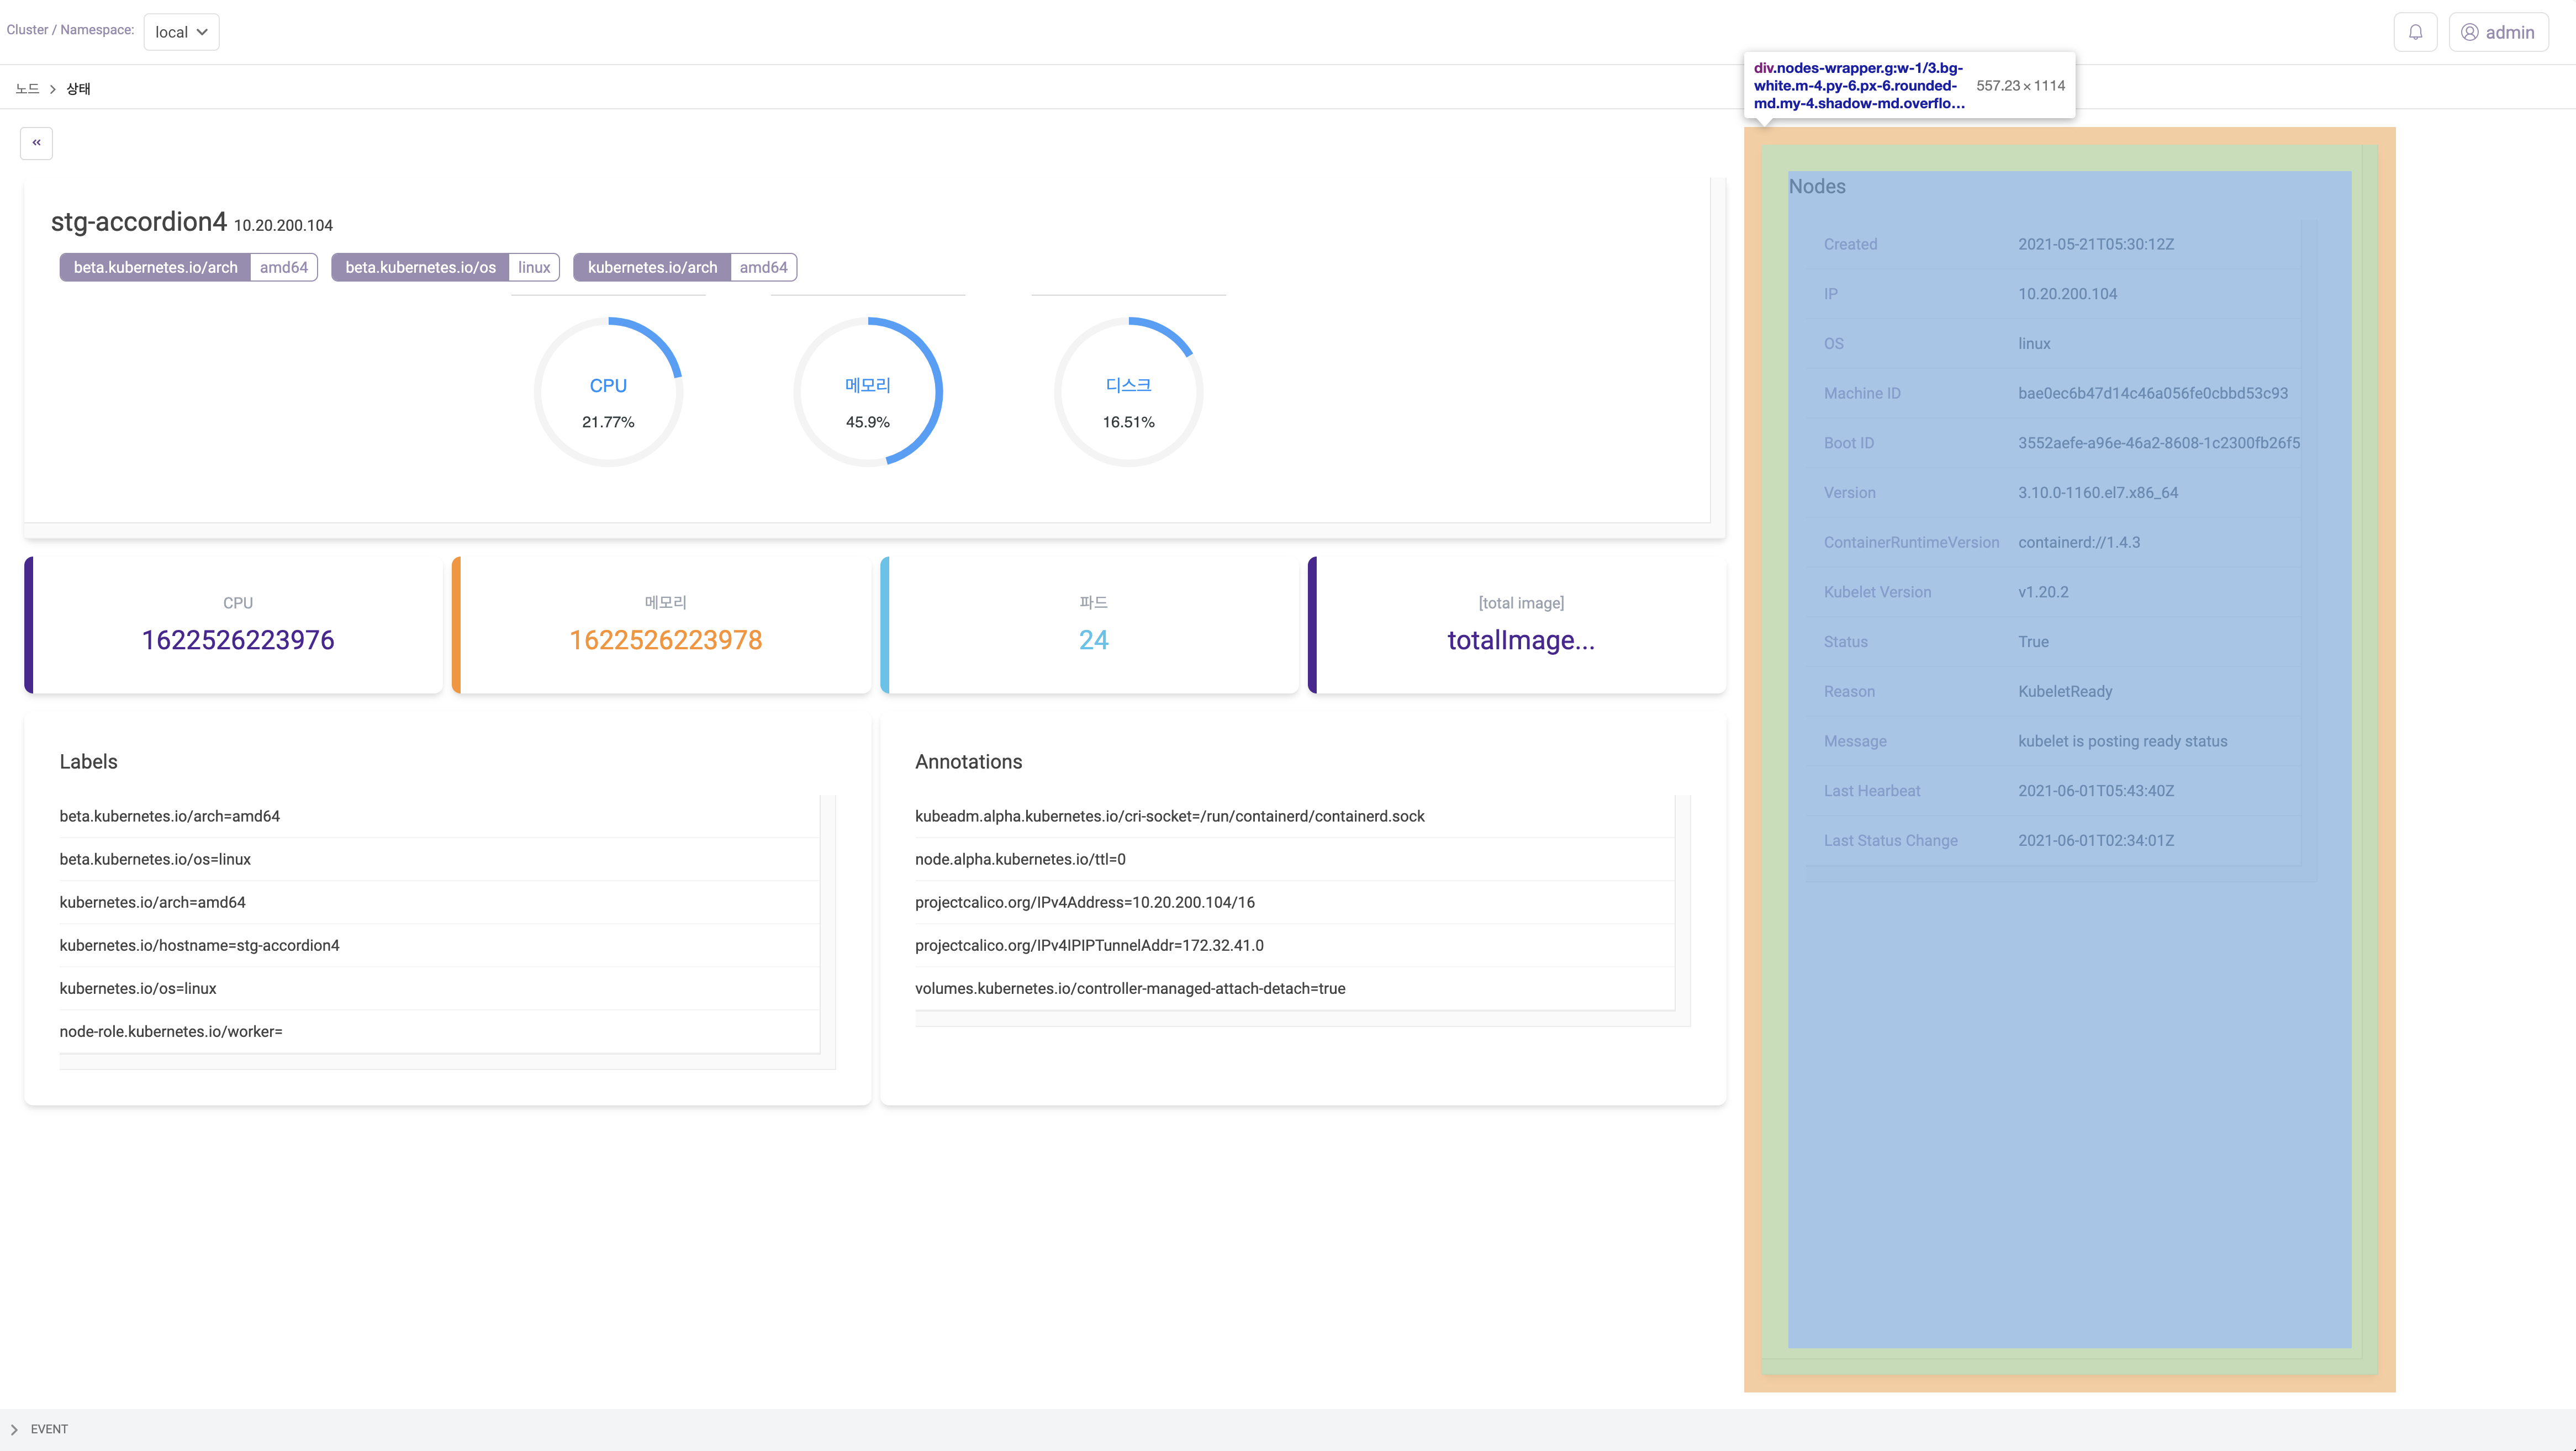 Cluster / Namespace: local
admin
div.nodes-wrapper.g:w-1/3.bg-
white.m-4.py-6.px-6.rounded-
md.my-4.shadow-md.overflo...
557.23 × 1114
노드 > 상태
«
stg-accordion4 10.20.200.104
beta.kubernetes.io/arch amd64 beta.kubernetes.io/os linux kubernetes.io/arch amd64
CPU
21.77%
메모리
45.9%
디스크
16.51%
CPU
1622526223976
메모리
1622526223978
파드
24
[total image]
totalImage...
Labels
beta.kubernetes.io/arch=amd64
beta.kubernetes.io/os=linux
kubernetes.io/arch=amd64
kubernetes.io/hostname=stg-accordion4
kubernetes.io/os=linux
node-role.kubernetes.io/worker=
Annotations
kubeadm.alpha.kubernetes.io/cri-socket=/run/containerd/containerd.sock
node.alpha.kubernetes.io/ttl=0
projectcalico.org/IPv4Address=10.20.200.104/16
projectcalico.org/IPv4IPIPTunnelAddr=172.32.41.0
volumes.kubernetes.io/controller-managed-attach-detach=true
Nodes
Created 2021-05-21T05:30:12Z
IP 10.20.200.104
OS linux
Machine ID bae0ec6b47d14c46a056fe0cbbd53c93
Boot ID 3552aefe-a96e-46a2-8608-1c2300fb26f5
Version 3.10.0-1160.el7.x86_64
ContainerRuntimeVersion containerd://1.4.3
Kubelet Version v1.20.2
Status True
Reason KubeletReady
Message kubelet is posting ready status
Last Hearbeat 2021-06-01T05:43:40Z
Last Status Change 2021-06-01T02:34:01Z
EVENT